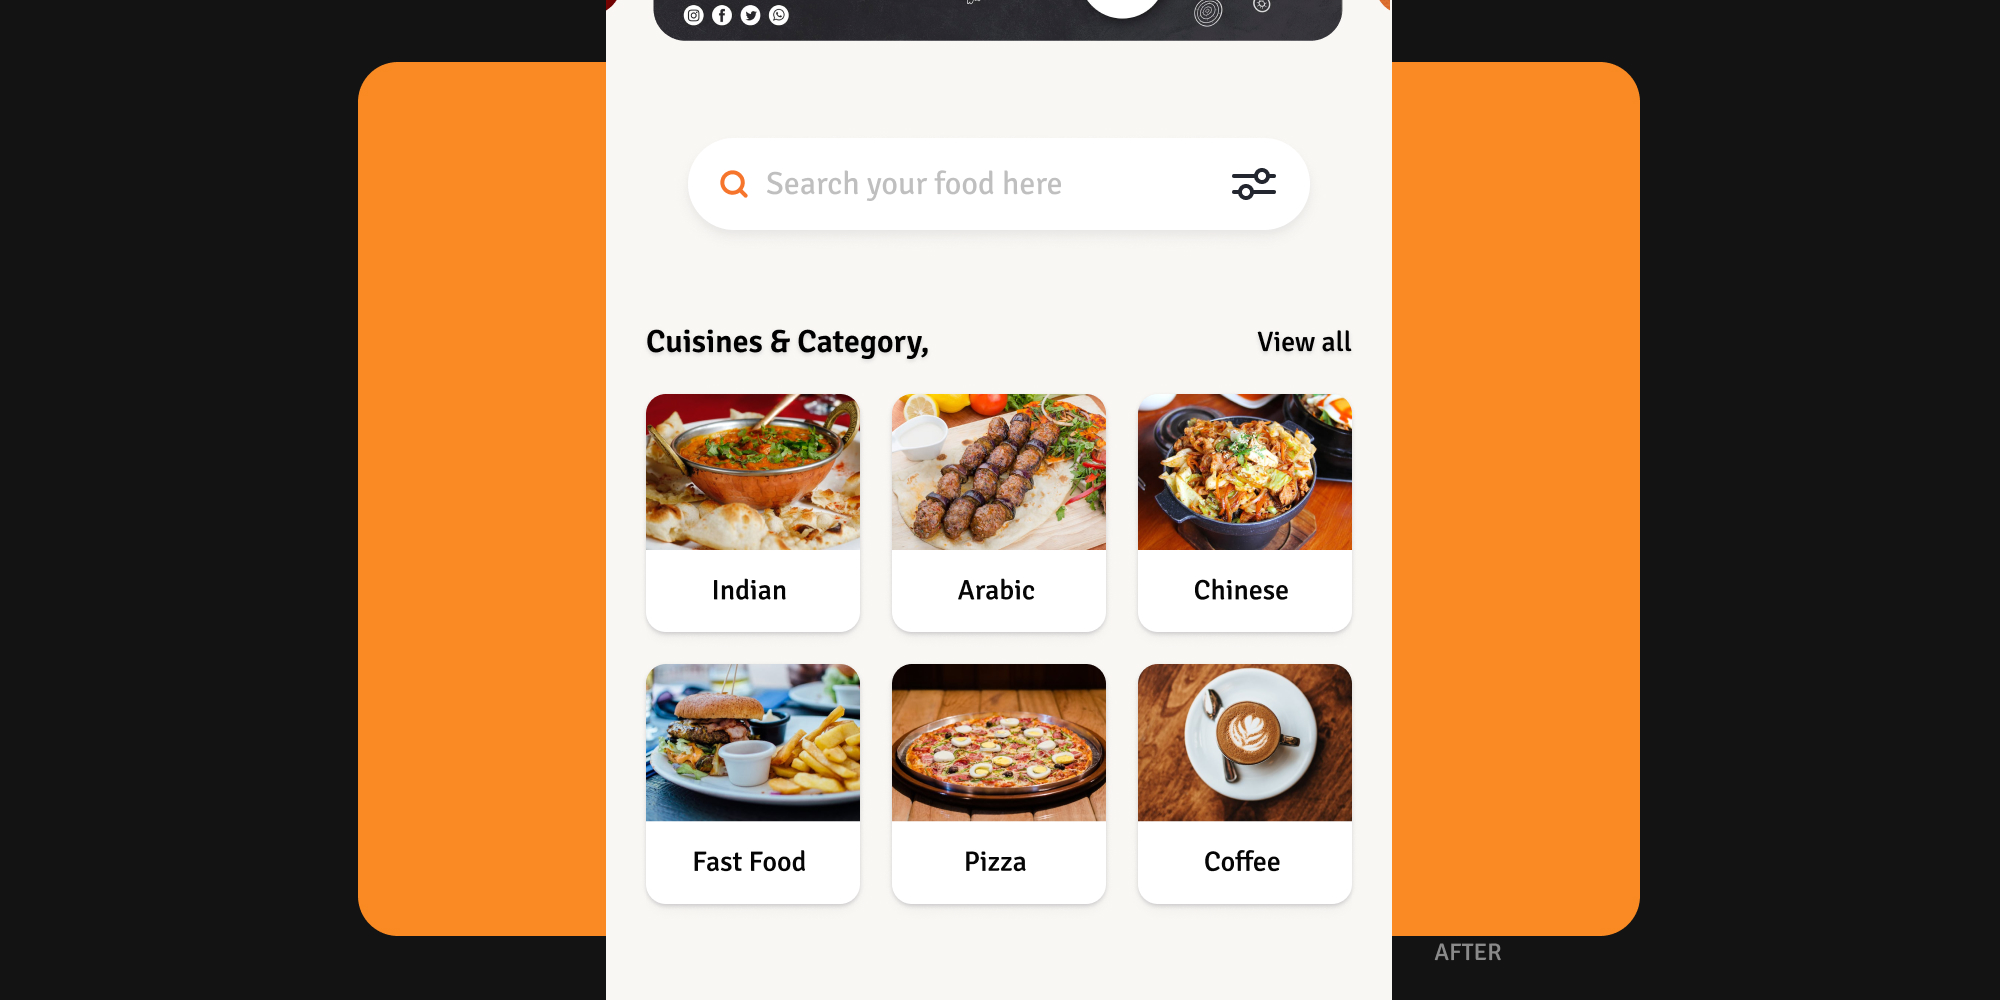 Search your food here
Cuisines & Category,
View all
Indian
Arabic
Chinese
Fast Food
Pizza
Coffee
AFTER